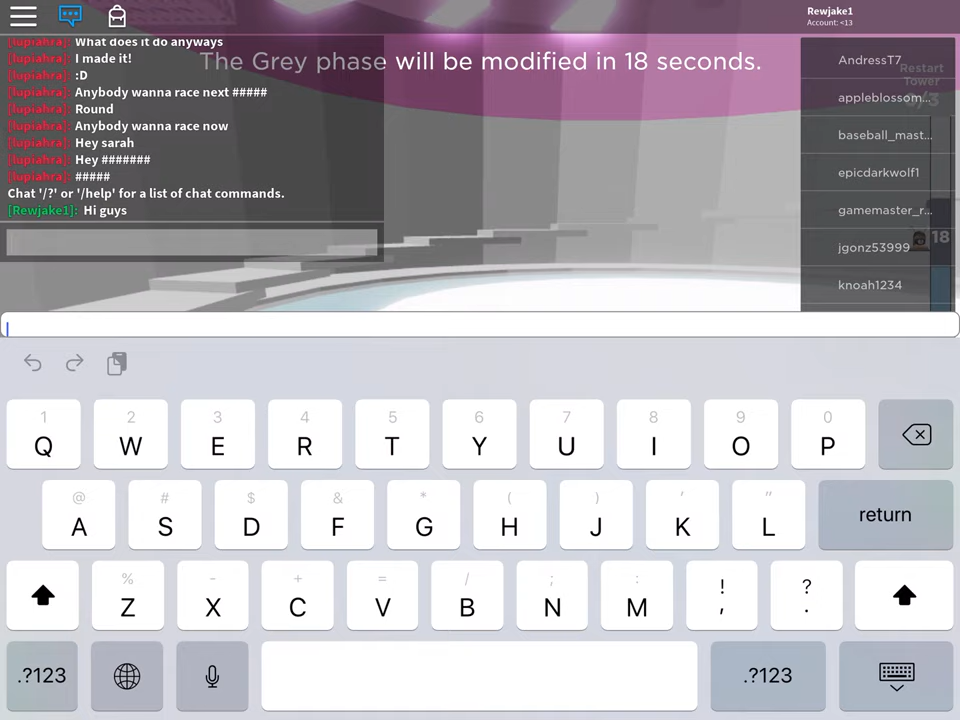 Rewjake1
Account: <13
[lupiahra]: What does it do anyways
[lupiahra]: I made it!
[lupiahra]: :D
[lupiahra]: Anybody wanna race next #####
[lupiahra]: Round
[lupiahra]: Anybody wanna race now
[lupiahra]: Hey sarah
[lupiahra]: Hey #######
[lupiahra]: #####
Chat '/?' or '/help' for a list of chat commands.
[Rewjake1]: Hi guys
The Grey phase will be modified in 18 seconds.
AndressT7
Restart
Tower
appleblossom...
baseball_mast...
epicdarkwolf1
gamemaster_r...
18
jgonz53999
knoah1234
1 2 3 4 5 6 7 8 9 0
Q W E R T Y U I O P
@ # $ & * ( ) ' "
A S D F G H J K L return
% - + = / ; : ! ?
Z X C V B N M , .
.?123 .?123